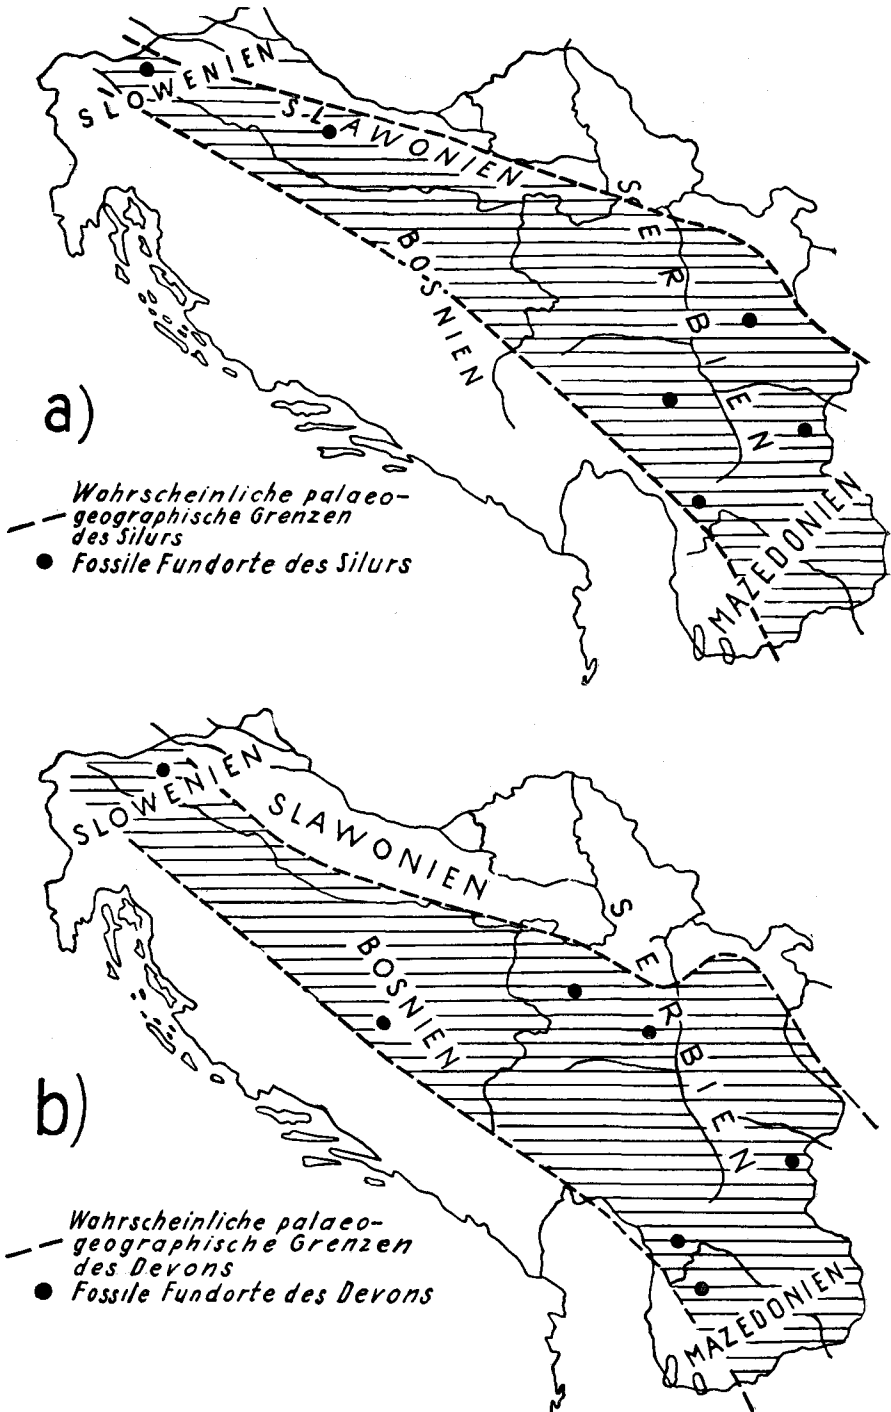 SLOWENIEN
SLAWONIEN
SERBIEN
BOSNIEN
a)
MAZEDONIEN
Wahrscheinliche palaeo-
geographische Grenzen
des Silurs
Fossile Fundorte des Silurs
SLOWENIEN
SLAWONIEN
SERBIEN
BOSNIEN
b)
MAZEDONIEN
Wahrscheinliche palaeo-
geographische Grenzen
des Devons
Fossile Fundorte des Devons